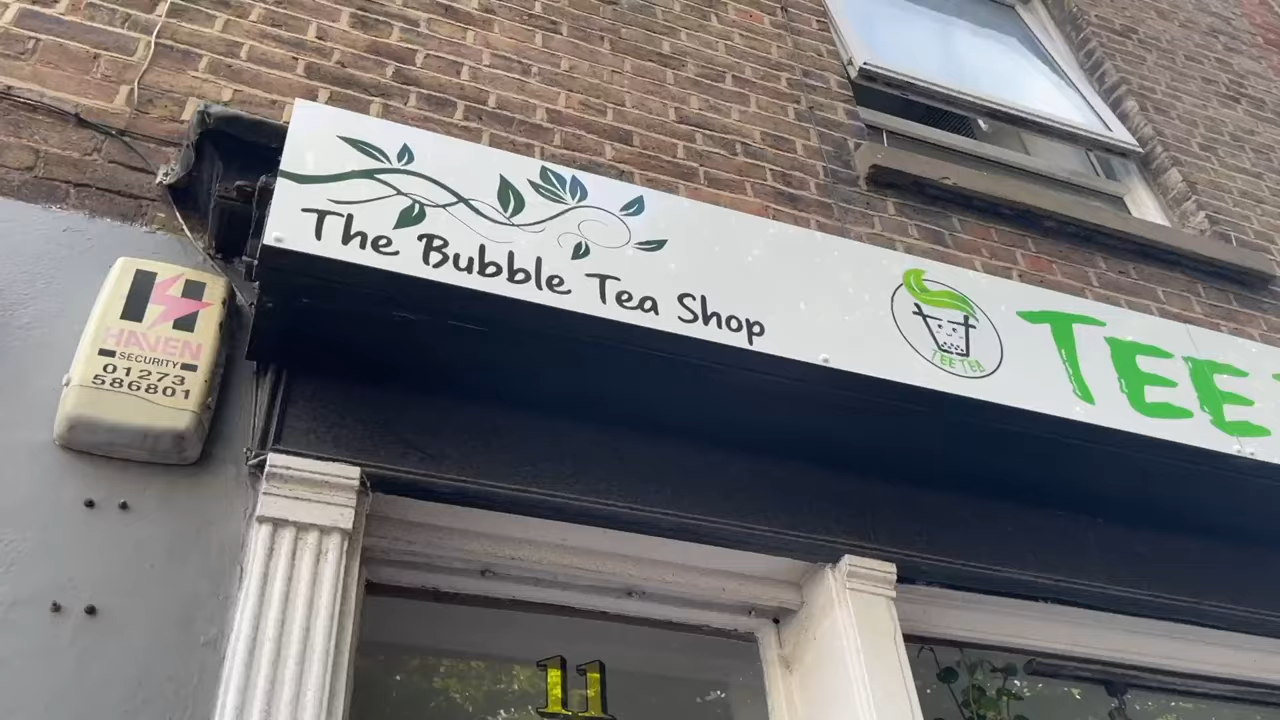 The Bubble Tea Shop
TEE TEA
TEE
H
HAVEN
SECURITY
01273
586801
11